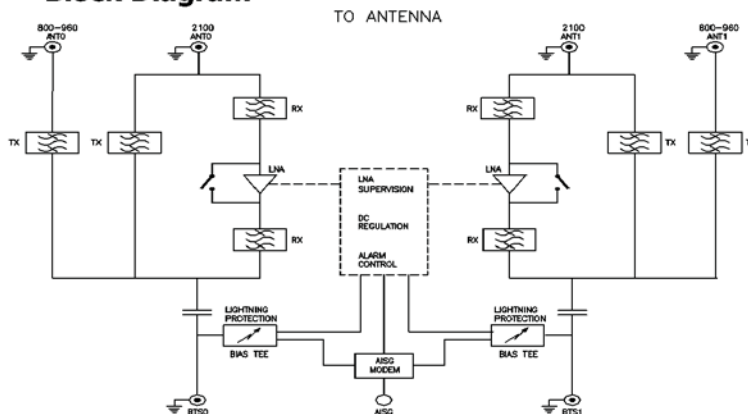 Block Diagram
TO ANTENNA
800-960
ANT0
2100
ANT0
2100
ANT1
800-960
ANT1
RX
RX
TX
TX
TX
LNA
LNA
SUPERVISION
LNA
DC
REGULATION
RX
RX
ALARM
CONTROL
LIGHTNING
PROTECTION
LIGHTNING
PROTECTION
BIAS TEE
BIAS TEE
AISG
MODEM
BTS0
AISG
BTS1